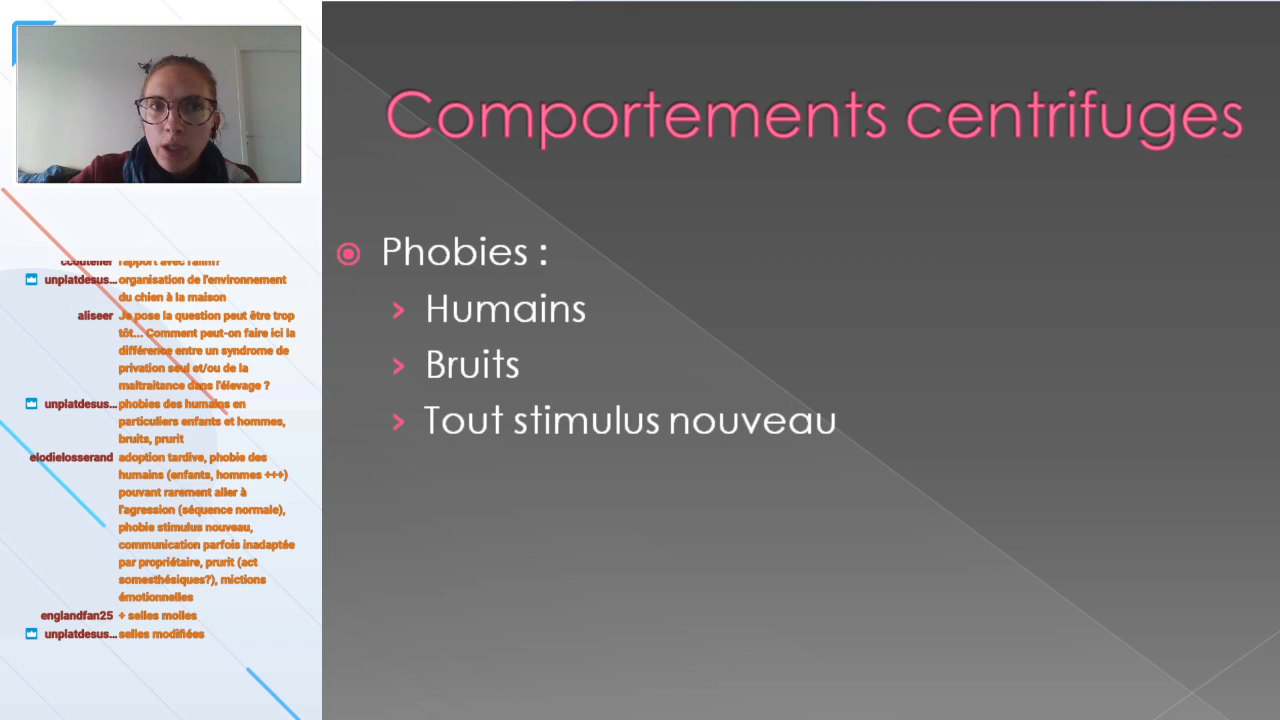 Comportements centrifuges
Phobies :
Humains
Bruits
Tout stimulus nouveau
ccoutelier rapport avec l'alim?
unplatdesus... organisation de l'environnement
du chien à la maison
aliseer Je pose la question peut être trop
tôt... Comment peut-on faire ici la
différence entre un syndrome de
privation seul et/ou de la
maltraitance dans l'élevage ?
unplatdesus... phobies des humains en
particuliers enfants et hommes,
bruits, prurit
elodielosserand adoption tardive, phobie des
humains (enfants, hommes +++)
pouvant rarement aller à
l'agression (séquence normale),
phobie stimulus nouveau,
communication parfois inadaptée
par propriétaire, prurit (act
somesthésiques?), mictions
émotionnelles
englandfan25 + selles molles
unplatdesus... selles modifiées